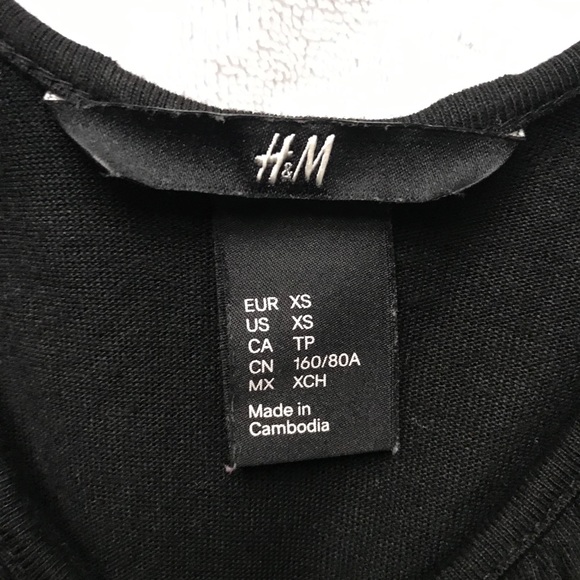 H&M
EUR XS
US XS
CA TP
CN 160/80A
MX XCH
Made in
Cambodia